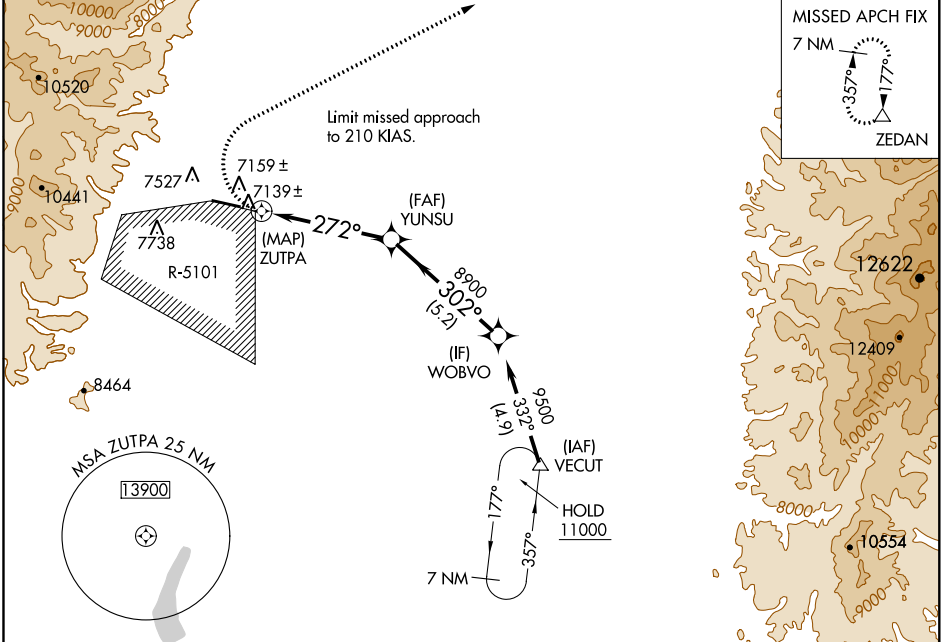 10000
9000
8000
10520
10441
9000
Limit missed approach
to 210 KIAS.
MISSED APCH FIX
7 NM
357°
177°
ZEDAN
7527
7159 ±
7139 ±
7738
R-5101
(MAP)
ZUTPA
272°
(FAF)
YUNSU
8900
302°
(5.2)
(IF)
WOBVO
9500
332°
(4.9)
(IAF)
VECUT
HOLD
11000
177°
357°
7 NM
8464
MSA ZUTPA 25 NM
13900
12622
12409
11000
10000
8000
10554
9000